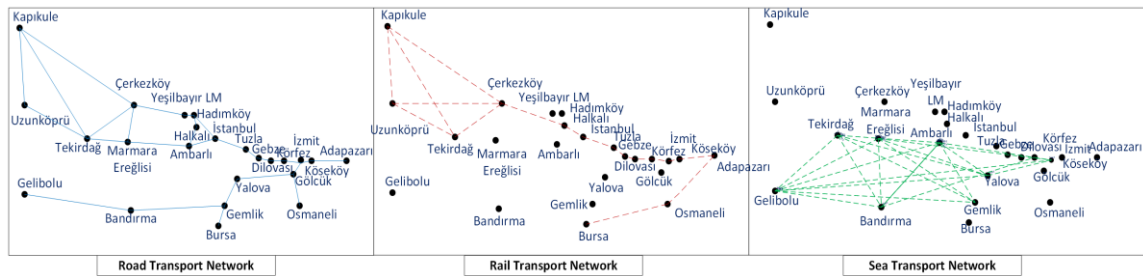 Kapıkule
Çerkezköy
Yeşilbayır LM
Hadımköy
Halkalı
İstanbul
Uzunköprü
Tekirdağ
Marmara
Ereğlisi
Ambarlı
Tuzla
Gebze
İzmit
Körfez
Dilovası
Köseköy
Adapazarı
Gölcük
Yalova
Gelibolu
Bandırma
Gemlik
Osmaneli
Bursa
Road Transport Network
Kapıkule
Çerkezköy
Yeşilbayır LM
Hadımköy
Halkalı
İstanbul
Uzunköprü
Tekirdağ
Marmara
Ereğlisi
Ambarlı
Tuzla
Gebze
İzmit
Körfez
Köseköy
Dilovası
Adapazarı
Gölcük
Yalova
Gelibolu
Bandırma
Gemlik
Osmaneli
Bursa
Rail Transport Network
Kapıkule
Uzunköprü
Çerkezköy
Yeşilbayır
LM
Hadımköy
Halkalı
Marmara
Ereğlisi
Tekirdağ
Ambarlı
İstanbul
Tuzla
Gebze
Körfez
Dilovası
İzmit
Köseköy
Adapazarı
Gölcük
Yalova
Gelibolu
Bandırma
Gemlik
Osmaneli
Bursa
Sea Transport Network